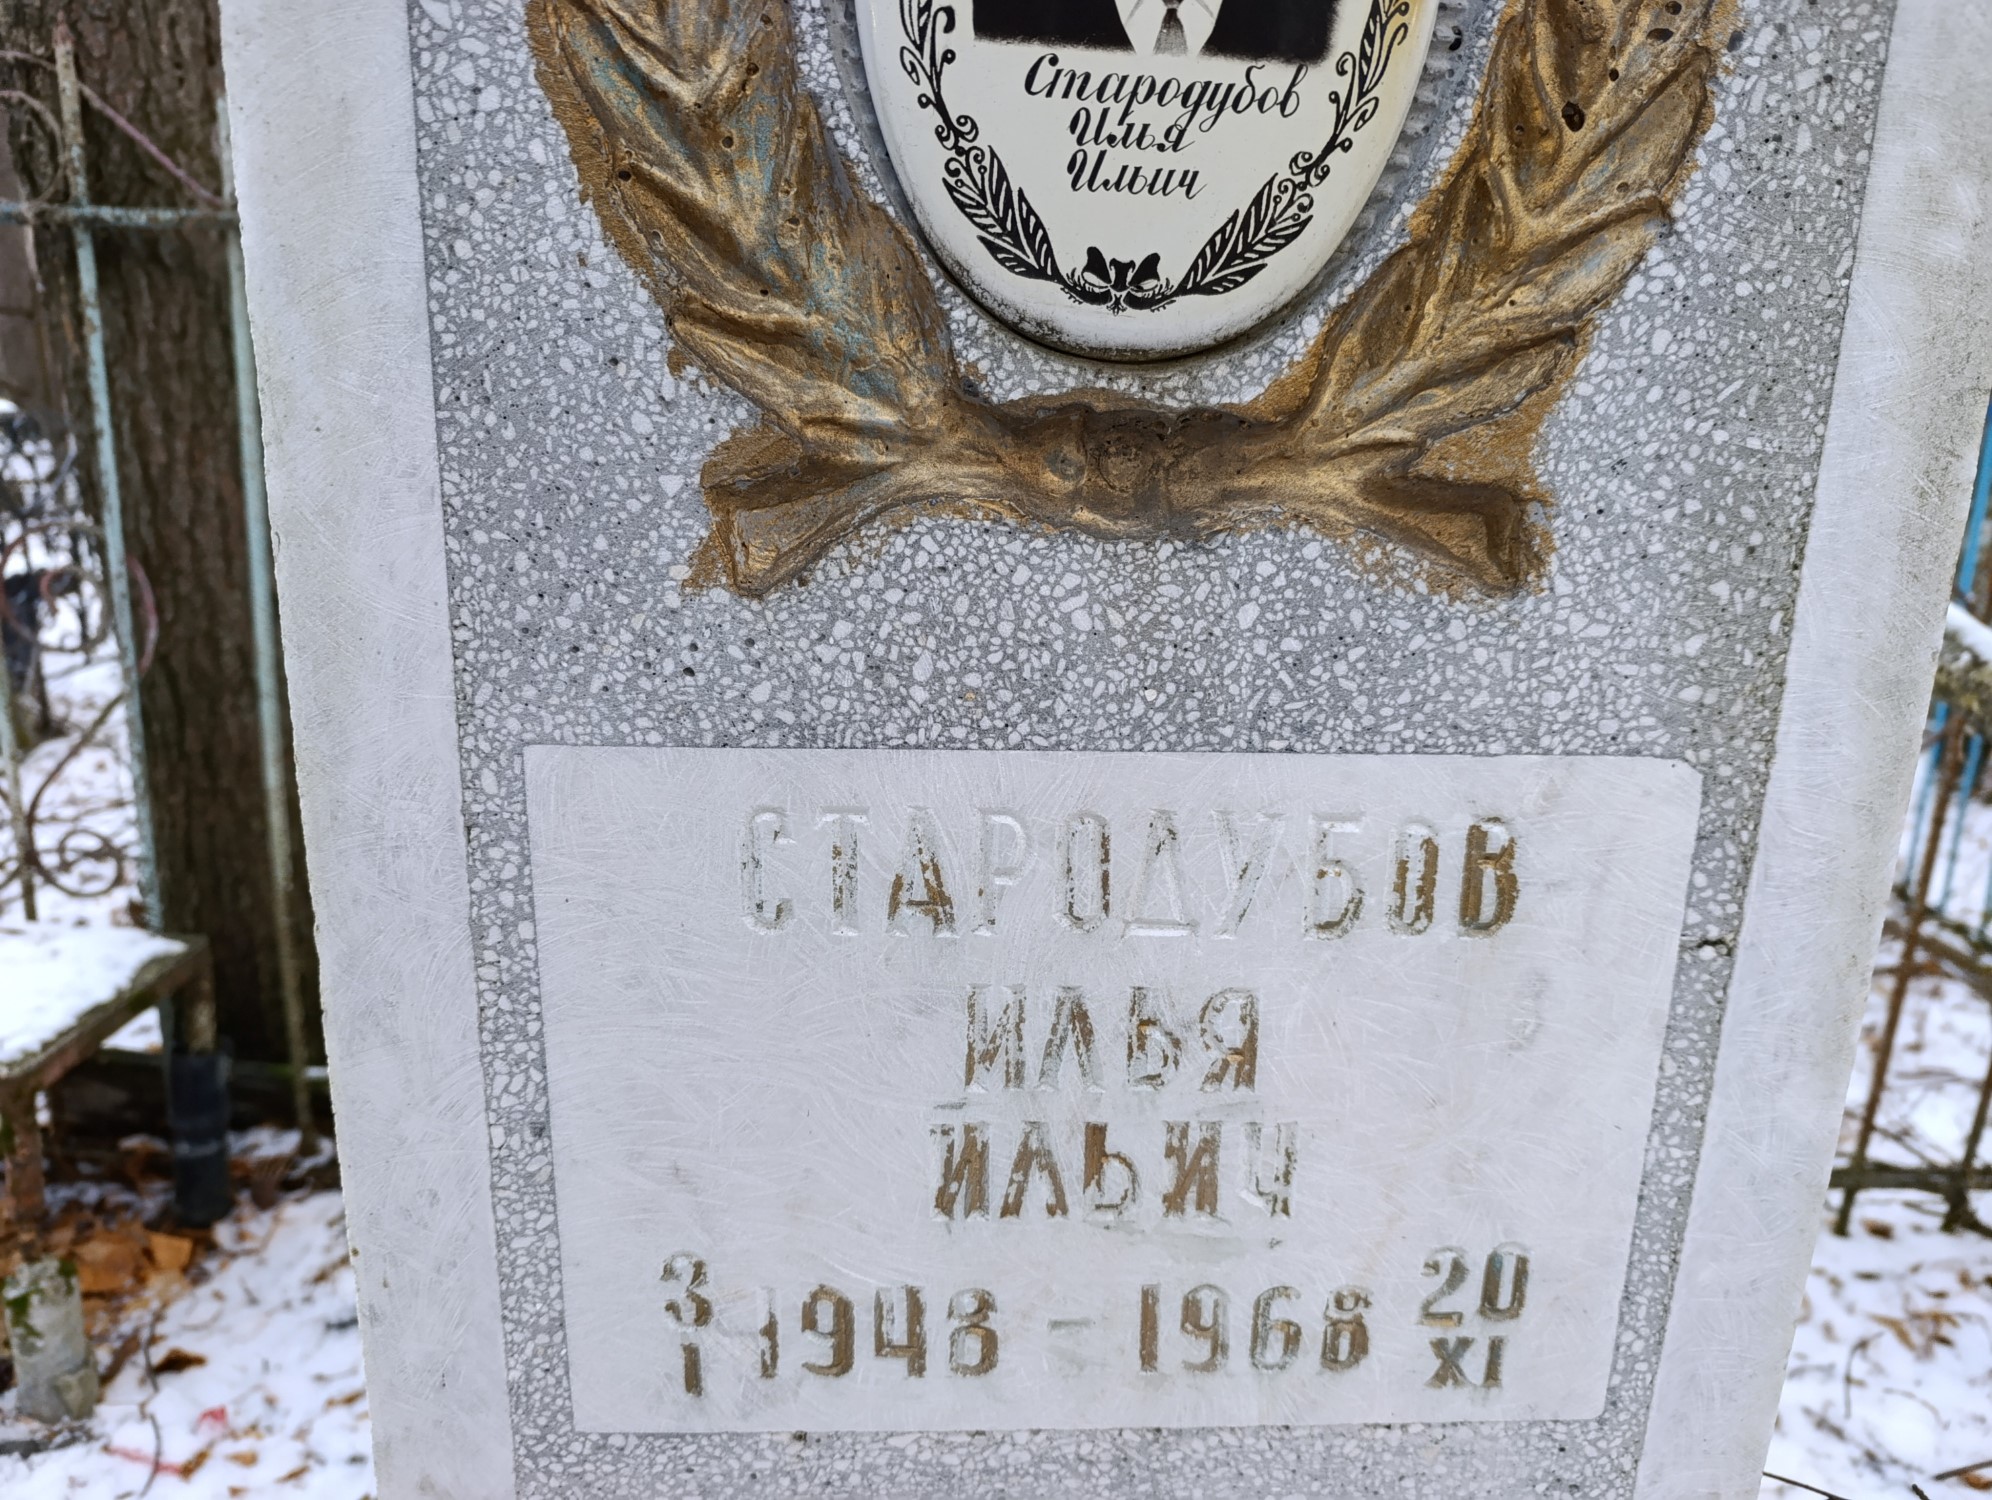 Стародубов
Илья
Ильич
СТАРОДУБОВ
ИЛЬЯ
ИЛЬИЧ
3 I 1948 - 1968 20 XI